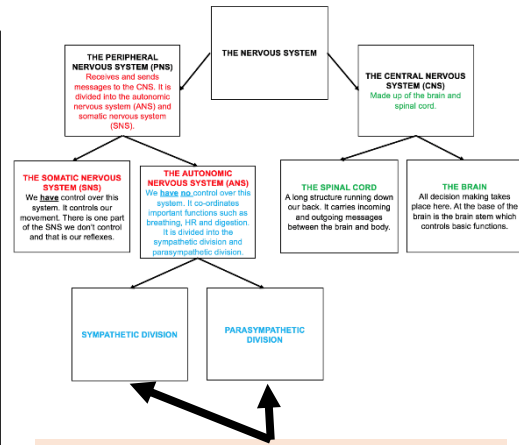 THE NERVOUS SYSTEM
THE PERIPHERAL
NERVOUS SYSTEM (PNS)
Receives and sends
messages to the CNS. It is
divided into the autonomic
nervous system (ANS) and
somatic nervous system
(SNS).
THE CENTRAL NERVOUS
SYSTEM (CNS)
Made up of the brain and
spinal cord.
THE SOMATIC NERVOUS
SYSTEM (SNS)
We have control over this
system. It controls our
movement. There is one part
of the SNS we don't control
and that is our reflexes.
THE AUTONOMIC
NERVOUS SYSTEM (ANS)
We have no control over this
system. It co-ordinates
important functions such as
breathing, HR and digestion.
It is divided into the
sympathetic division and
parasympathetic division.
THE SPINAL CORD
A long structure running down
our back. It carries incoming
and outgoing messages
between the brain and body.
THE BRAIN
All decision making takes
place here. At the base of the
brain is the brain stem which
controls basic functions.
SYMPATHETIC DIVISION
PARASYMPATHETIC
DIVISION